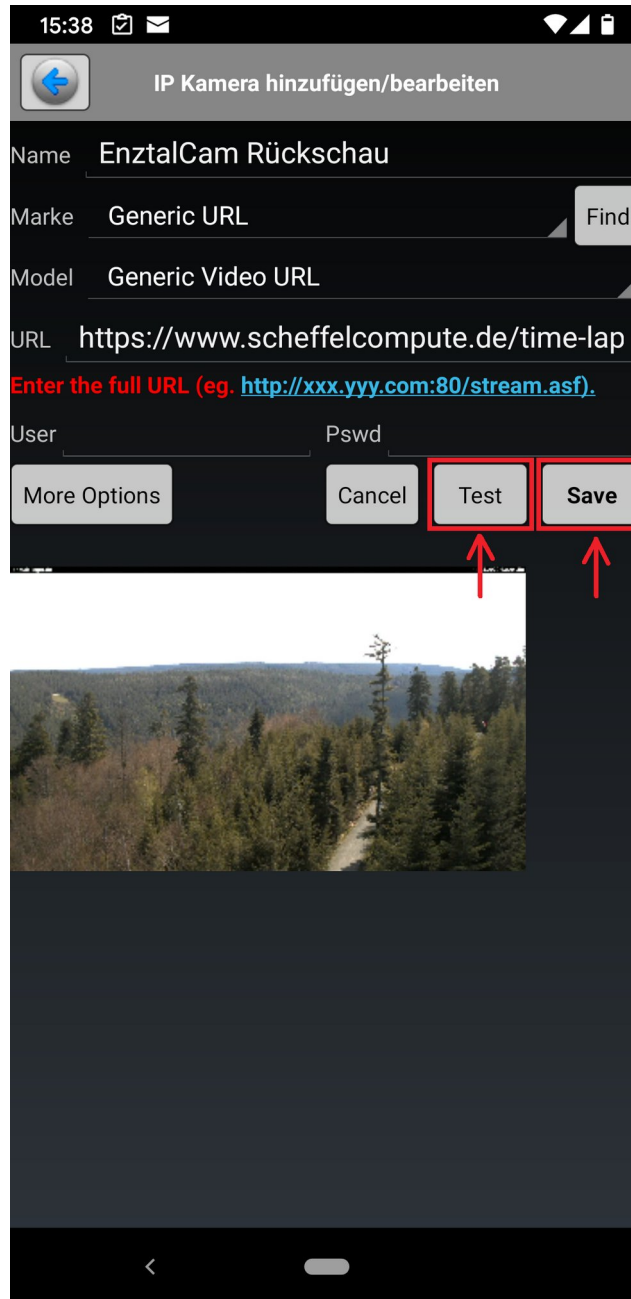 15:38
IP Kamera hinzufügen/bearbeiten
Name EnztalCam Rückschau
Marke Generic URL Find
Model Generic Video URL
URL https://www.scheffelcompute.de/time-lap
Enter the full URL (eg. http://xxx.yyy.com:80/stream.asf).
User Pswd
More Options Cancel Test Save